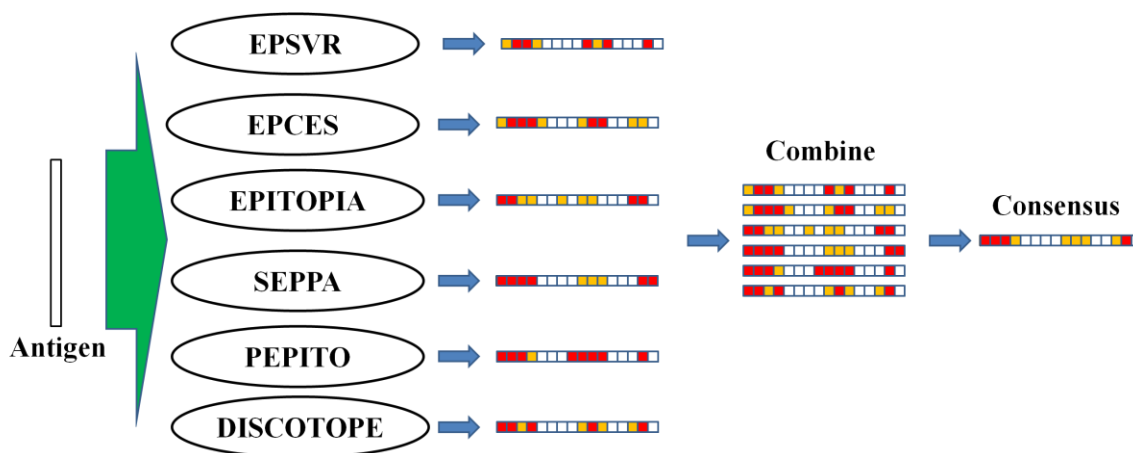 EPSVR
EPCES
EPITOPIA
SEPPA
PEPITO
DISCOTOPE
Antigen
Combine
Consensus